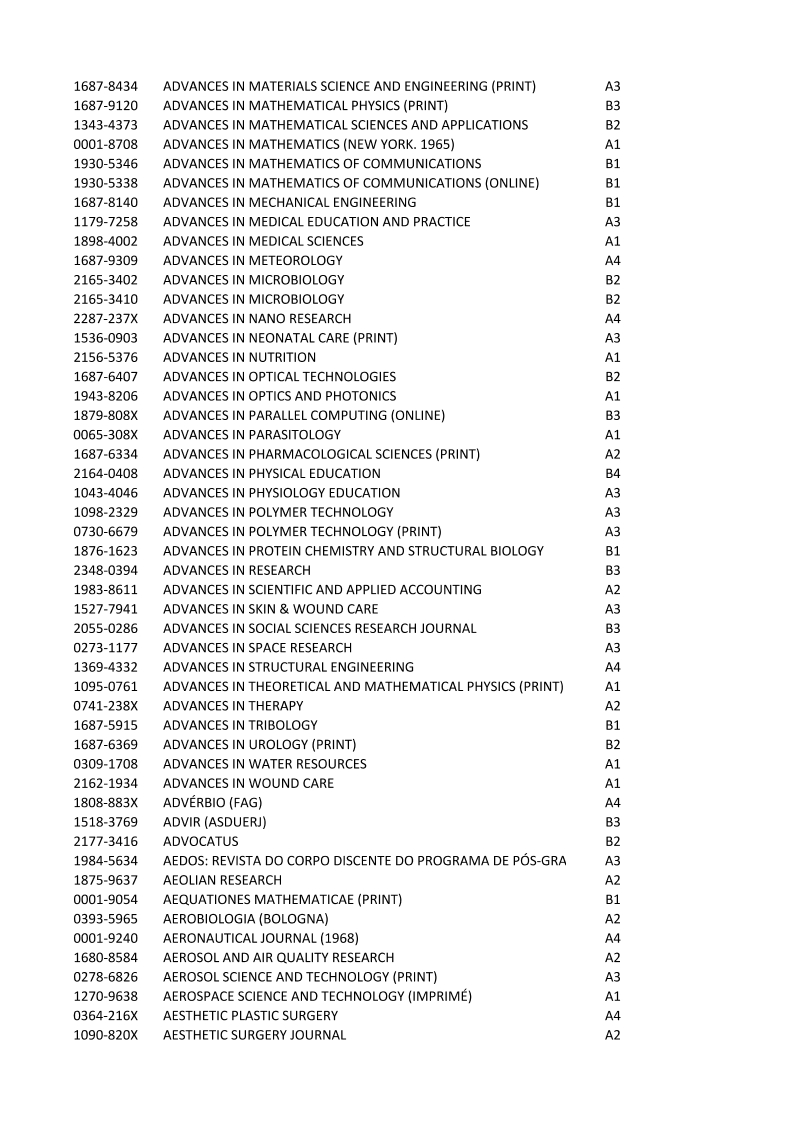 1687-8434 ADVANCES IN MATERIALS SCIENCE AND ENGINEERING (PRINT) A3
1687-9120 ADVANCES IN MATHEMATICAL PHYSICS (PRINT) B3
1343-4373 ADVANCES IN MATHEMATICAL SCIENCES AND APPLICATIONS B2
0001-8708 ADVANCES IN MATHEMATICS (NEW YORK. 1965) A1
1930-5346 ADVANCES IN MATHEMATICS OF COMMUNICATIONS B1
1930-5338 ADVANCES IN MATHEMATICS OF COMMUNICATIONS (ONLINE) B1
1687-8140 ADVANCES IN MECHANICAL ENGINEERING B1
1179-7258 ADVANCES IN MEDICAL EDUCATION AND PRACTICE A3
1898-4002 ADVANCES IN MEDICAL SCIENCES A1
1687-9309 ADVANCES IN METEOROLOGY A4
2165-3402 ADVANCES IN MICROBIOLOGY B2
2165-3410 ADVANCES IN MICROBIOLOGY B2
2287-237X ADVANCES IN NANO RESEARCH A4
1536-0903 ADVANCES IN NEONATAL CARE (PRINT) A3
2156-5376 ADVANCES IN NUTRITION A1
1687-6407 ADVANCES IN OPTICAL TECHNOLOGIES B2
1943-8206 ADVANCES IN OPTICS AND PHOTONICS A1
1879-808X ADVANCES IN PARALLEL COMPUTING (ONLINE) B3
0065-308X ADVANCES IN PARASITOLOGY A1
1687-6334 ADVANCES IN PHARMACOLOGICAL SCIENCES (PRINT) A2
2164-0408 ADVANCES IN PHYSICAL EDUCATION B4
1043-4046 ADVANCES IN PHYSIOLOGY EDUCATION A3
1098-2329 ADVANCES IN POLYMER TECHNOLOGY A3
0730-6679 ADVANCES IN POLYMER TECHNOLOGY (PRINT) A3
1876-1623 ADVANCES IN PROTEIN CHEMISTRY AND STRUCTURAL BIOLOGY B1
2348-0394 ADVANCES IN RESEARCH B3
1983-8611 ADVANCES IN SCIENTIFIC AND APPLIED ACCOUNTING A2
1527-7941 ADVANCES IN SKIN & WOUND CARE A3
2055-0286 ADVANCES IN SOCIAL SCIENCES RESEARCH JOURNAL B3
0273-1177 ADVANCES IN SPACE RESEARCH A3
1369-4332 ADVANCES IN STRUCTURAL ENGINEERING A4
1095-0761 ADVANCES IN THEORETICAL AND MATHEMATICAL PHYSICS (PRINT) A1
0741-238X ADVANCES IN THERAPY A2
1687-5915 ADVANCES IN TRIBOLOGY B1
1687-6369 ADVANCES IN UROLOGY (PRINT) B2
0309-1708 ADVANCES IN WATER RESOURCES A1
2162-1934 ADVANCES IN WOUND CARE A1
1808-883X ADVÉRBIO (FAG) A4
1518-3769 ADVIR (ASDUERJ) B3
2177-3416 ADVOCATUS B2
1984-5634 AEDOS: REVISTA DO CORPO DISCENTE DO PROGRAMA DE PÓS-GRA A3
1875-9637 AEOLIAN RESEARCH A2
0001-9054 AEQUATIONES MATHEMATICAE (PRINT) B1
0393-5965 AEROBIOLOGIA (BOLOGNA) A2
0001-9240 AERONAUTICAL JOURNAL (1968) A4
1680-8584 AEROSOL AND AIR QUALITY RESEARCH A2
0278-6826 AEROSOL SCIENCE AND TECHNOLOGY (PRINT) A3
1270-9638 AEROSPACE SCIENCE AND TECHNOLOGY (IMPRIMÉ) A1
0364-216X AESTHETIC PLASTIC SURGERY A4
1090-820X AESTHETIC SURGERY JOURNAL A2